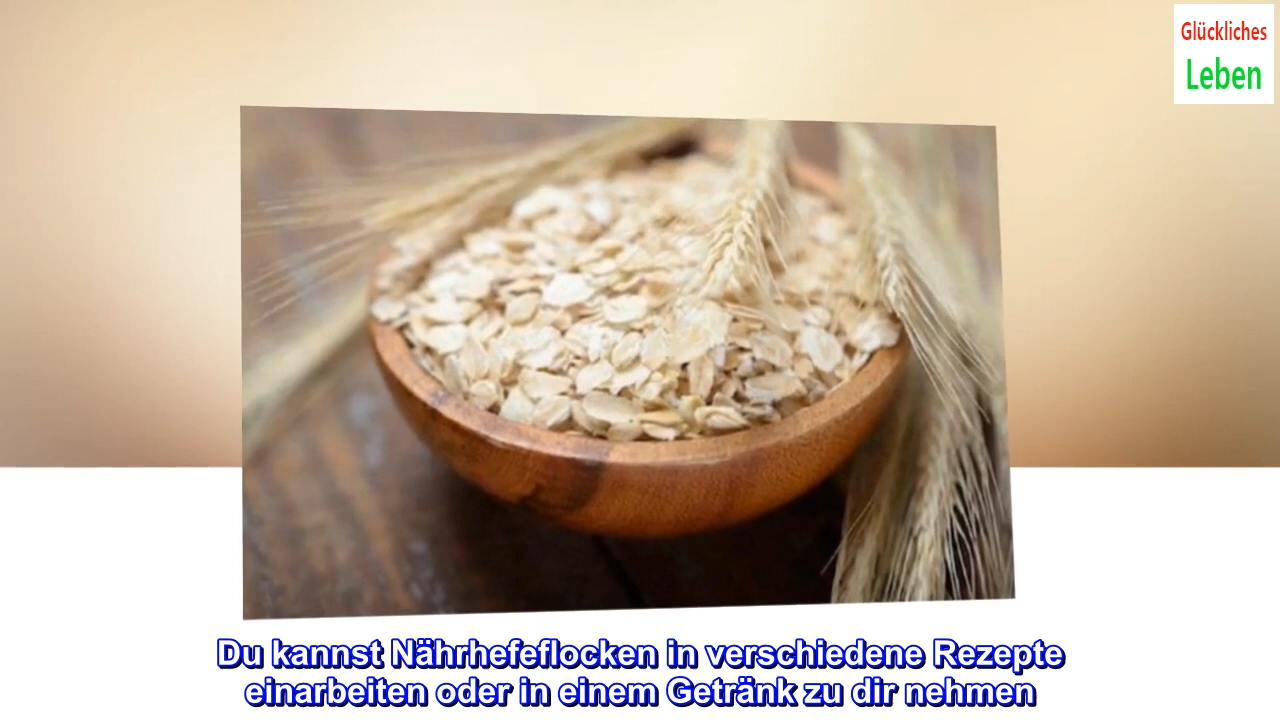 Glückliches
Leben
Du kannst Nährhefeflocken in verschiedene Rezepte
einarbeiten oder in einem Getränk zu dir nehmen